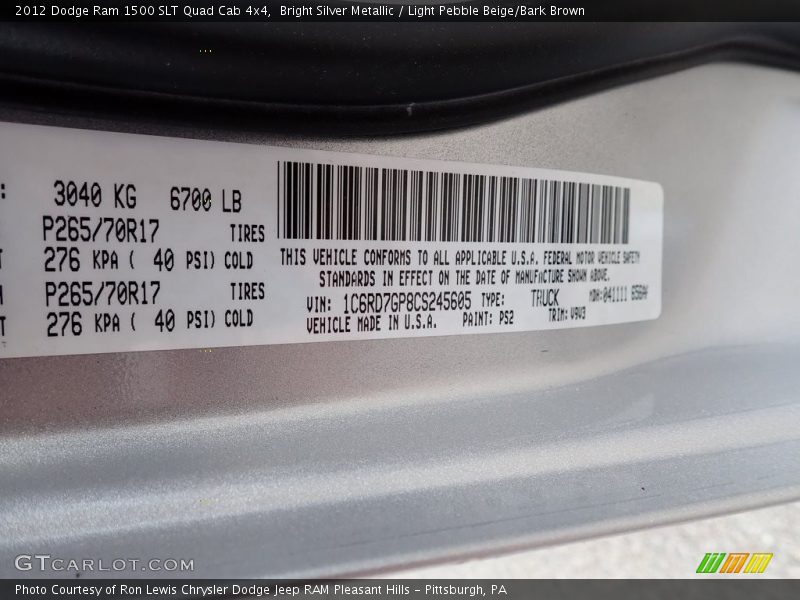 2012 Dodge Ram 1500 SLT Quad Cab 4x4,  Bright Silver Metallic / Light Pebble Beige/Bark Brown
3040 KG 6700 LB
P265/70R17 TIRES
276 KPA ( 40 PSI) COLD
P265/70R17 TIRES
276 KPA ( 40 PSI) COLD
THIS VEHICLE CONFORMS TO ALL APPLICABLE U.S.A. FEDERAL MOTOR VEHICLE SAFETY
STANDARDS IN EFFECT ON THE DATE OF MANUFACTURE SHOWN ABOVE.
VIN: 1C6RD7GP8CS245605 TYPE: TRUCK MDH:041111
VEHICLE MADE IN U.S.A. PAINT: PS2 TRIM: V9V3
GTCARLOT.COM
Photo Courtesy of Ron Lewis Chrysler Dodge Jeep RAM Pleasant Hills – Pittsburgh, PA